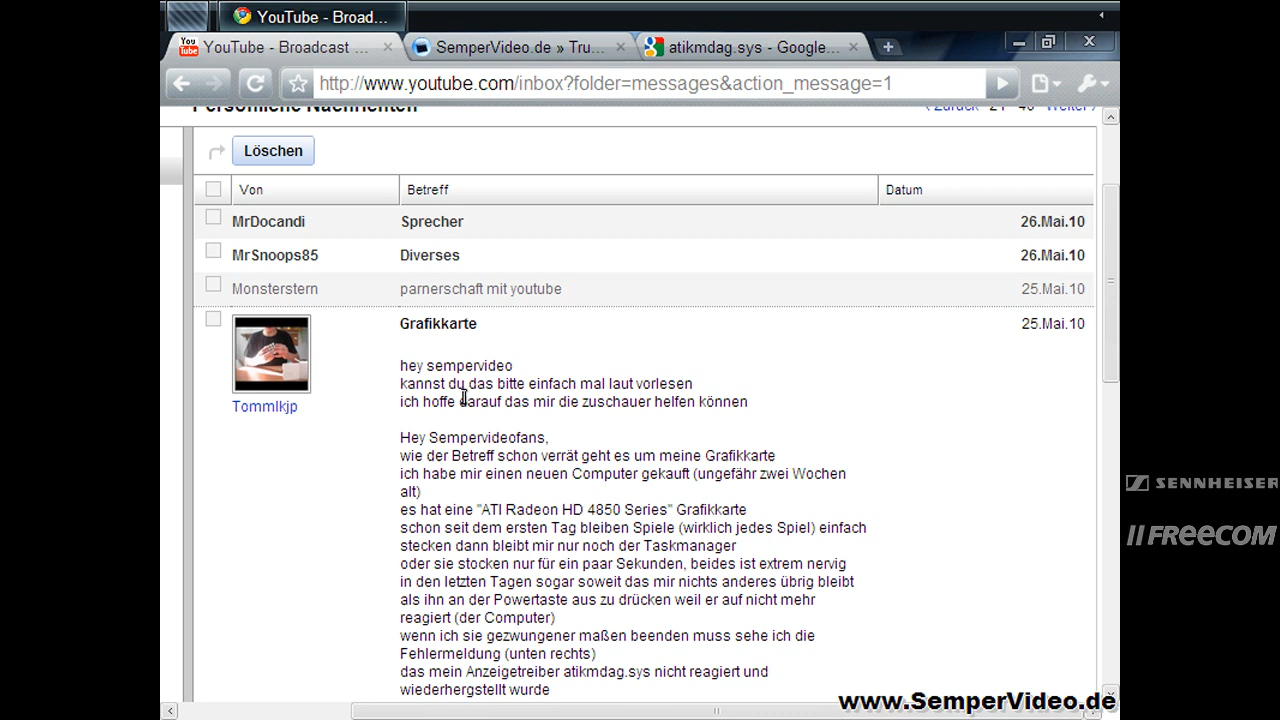 YouTube - Broad...
YouTube - Broadcast ...
SemperVideo.de » Tru...
atikmdag.sys - Google...
http://www.youtube.com/inbox?folder=messages&action_message=1
Persönliche Nachrichten
‹ Zurück 21 - 40 Weiter ›
Löschen
Von Betreff Datum
MrDocandi Sprecher 26.Mai.10
MrSnoops85 Diverses 26.Mai.10
Monsterstern parnerschaft mit youtube 25.Mai.10
Grafikkarte 25.Mai.10
Tommlkjp
hey sempervideo
kannst du das bitte einfach mal laut vorlesen
ich hoffe darauf das mir die zuschauer helfen können
Hey Sempervideofans,
wie der Betreff schon verrät geht es um meine Grafikkarte
ich habe mir einen neuen Computer gekauft (ungefähr zwei Wochen
alt)
es hat eine "ATI Radeon HD 4850 Series" Grafikkarte
schon seit dem ersten Tag bleiben Spiele (wirklich jedes Spiel) einfach
stecken dann bleibt mir nur noch der Taskmanager
oder sie stocken nur für ein paar Sekunden, beides ist extrem nervig
in den letzten Tagen sogar soweit das mir nichts anderes übrig bleibt
als ihn an der Powertaste aus zu drücken weil er auf nicht mehr
reagiert (der Computer)
wenn ich sie gezwungener maßen beenden muss sehe ich die
Fehlermeldung (unten rechts)
das mein Anzeigetreiber atikmdag.sys nicht reagiert und
wiederhergstellt wurde
SENNHEISER
FREECOM
www.SemperVideo.de